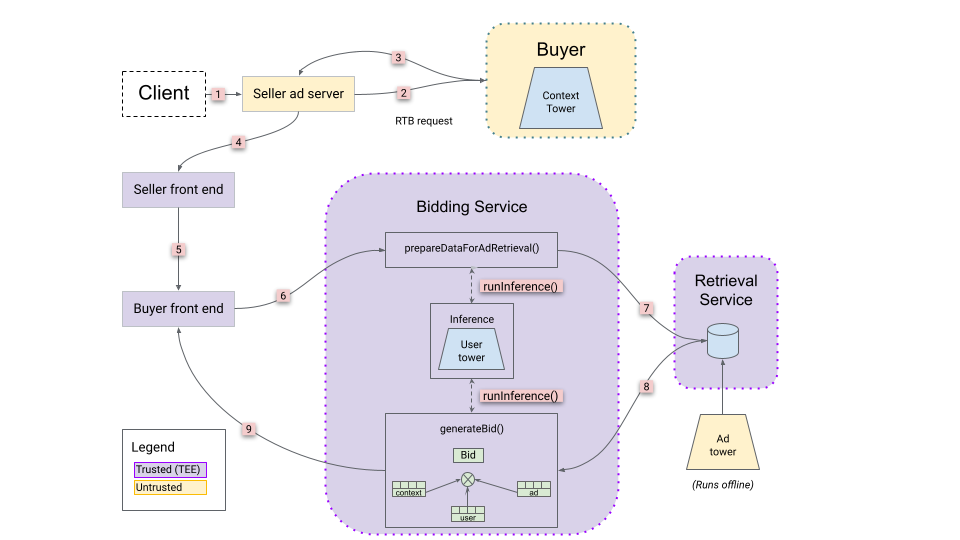 Buyer
3
Client
1
Seller ad server
2
Context
Tower
RTB request
4
Seller front end
Bidding Service
5
prepareDataForAdRetrieval()
6
runInference()
Retrieval
Service
Buyer front end
7
Inference
User
tower
8
runInference()
9
generateBid()
Legend
Trusted (TEE)
Untrusted
Bid
context
ad
user
Ad
tower
(Runs offline)